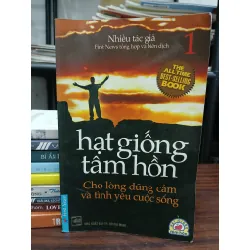 Nhiều tác giả
First News tổng hợp và biên dịch
1
THE
ALL TIME
BEST-SELLING
BOOK
hạt giống
tâm hồn
Cho lòng dũng cảm
và tình yêu cuộc sống